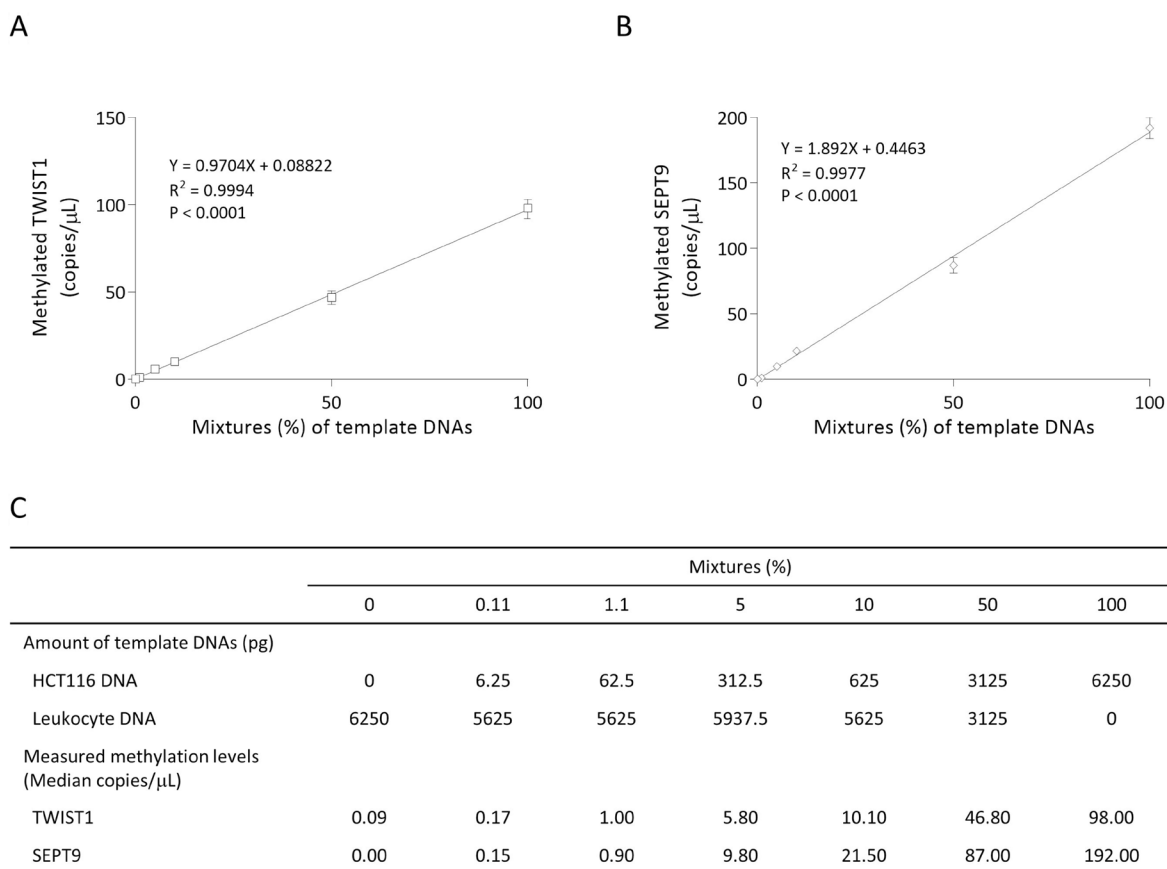 A
B
150
100
50
0
Methylated TWIST1
(copies/μL)
Y = 0.9704X + 0.08822
R² = 0.9994
P < 0.0001
0 50 100
Mixtures (%) of template DNAs
200
150
100
50
0
Methylated SEPT9
(copies/μL)
Y = 1.892X + 0.4463
R² = 0.9977
P < 0.0001
0 50 100
Mixtures (%) of template DNAs
C
Mixtures (%)
0 0.11 1.1 5 10 50 100
Amount of template DNAs (pg)
HCT116 DNA 0 6.25 62.5 312.5 625 3125 6250
Leukocyte DNA 6250 5625 5625 5937.5 5625 3125 0
Measured methylation levels
(Median copies/μL)
TWIST1 0.09 0.17 1.00 5.80 10.10 46.80 98.00
SEPT9 0.00 0.15 0.90 9.80 21.50 87.00 192.00